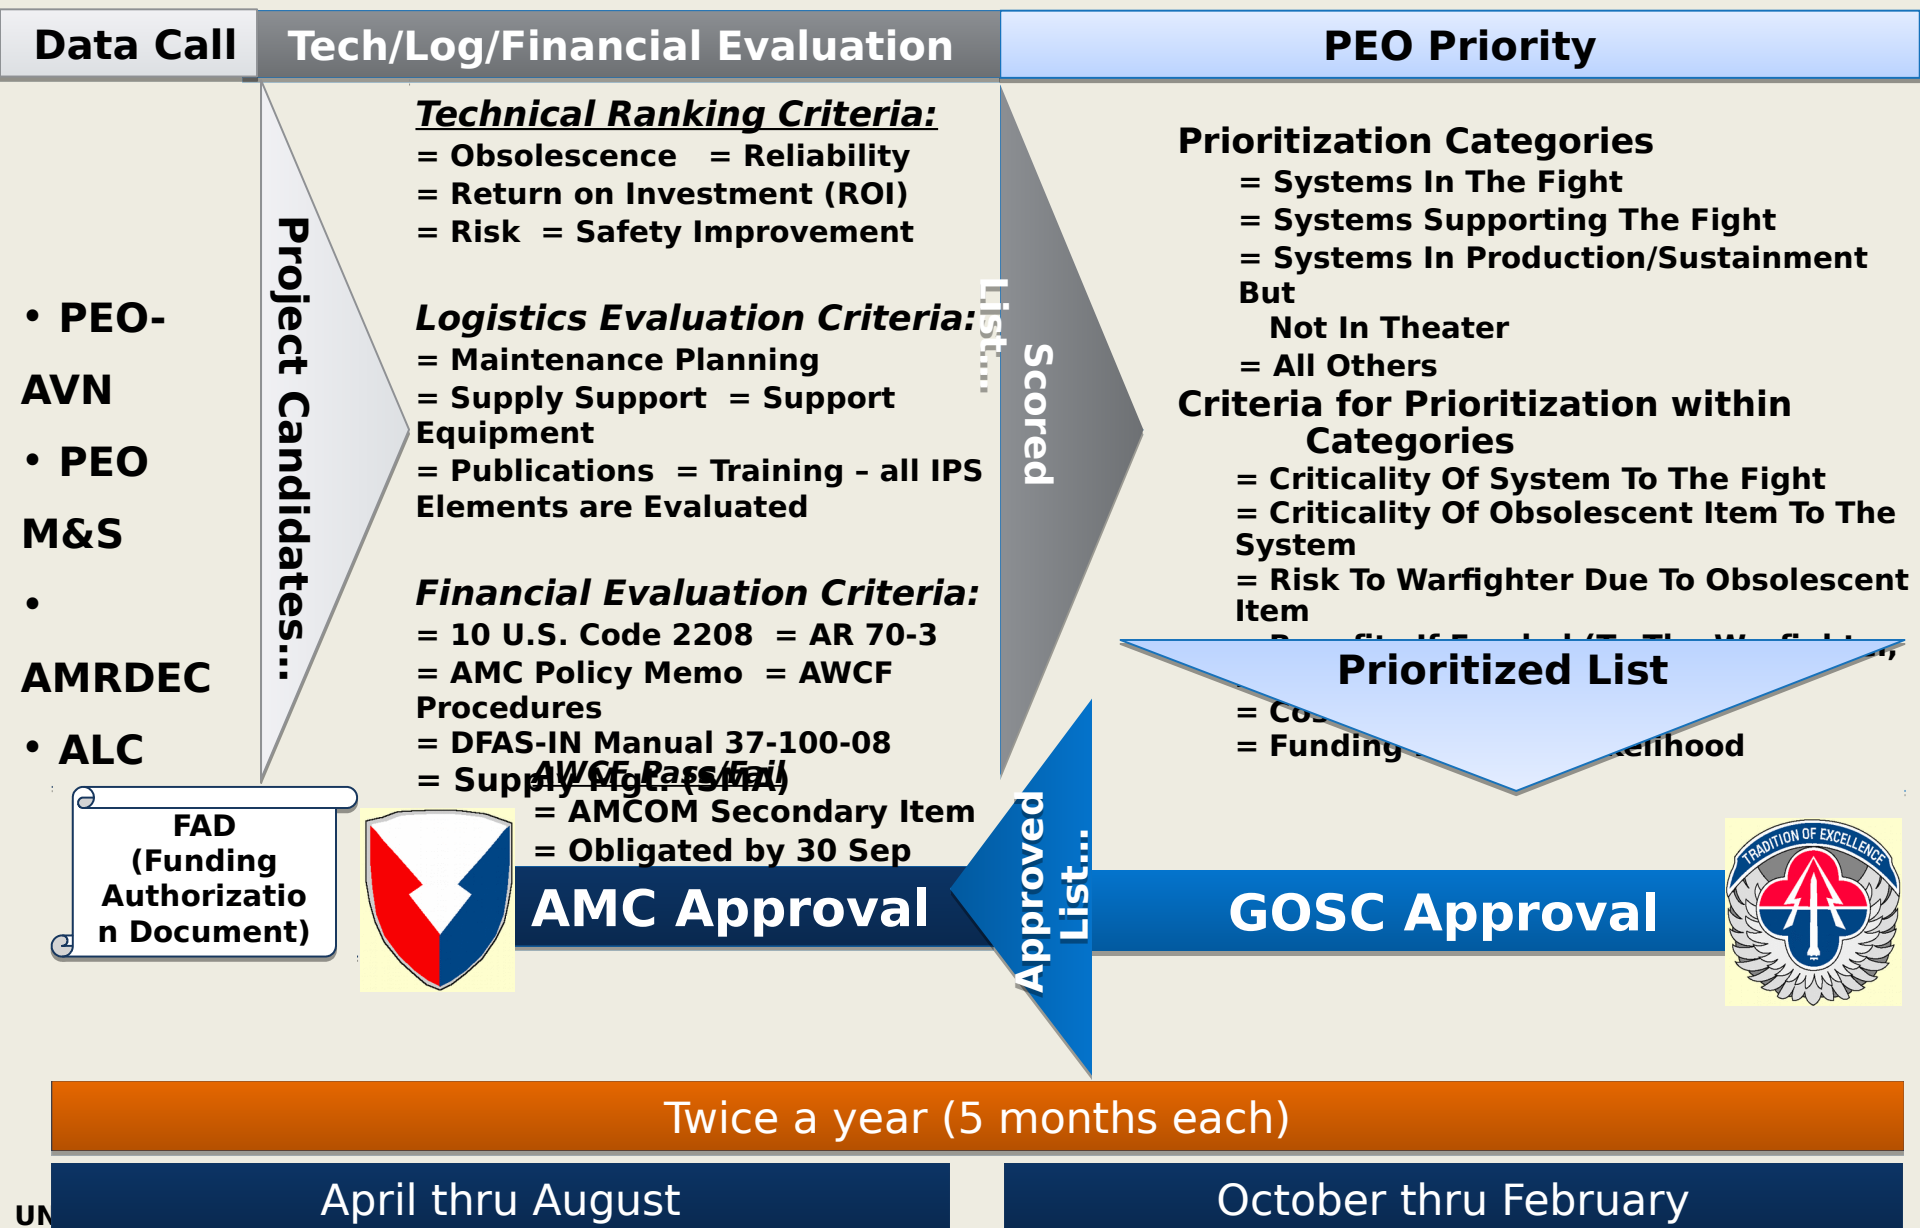 Data Call
Tech/Log/Financial Evaluation
PEO Priority
• PEO-
AVN
• PEO
M&S
•
AMRDEC
• ALC
Project Candidates…
Technical Ranking Criteria:
= Obsolescence = Reliability
= Return on Investment (ROI)
= Risk = Safety Improvement
Logistics Evaluation Criteria:
= Maintenance Planning
= Supply Support = Support
Equipment
= Publications = Training – all IPS
Elements are Evaluated
Financial Evaluation Criteria:
= 10 U.S. Code 2208 = AR 70-3
= AMC Policy Memo = AWCF
Procedures
= DFAS-IN Manual 37-100-08
= Supply Mgt. (SMA)
AWCF Pass/Fail
= AMCOM Secondary Item
= Obligated by 30 Sep
Scored
List….
Prioritization Categories
= Systems In The Fight
= Systems Supporting The Fight
= Systems In Production/Sustainment
But
Not In Theater
= All Others
Criteria for Prioritization within
Categories
= Criticality Of System To The Fight
= Criticality Of Obsolescent Item To The
System
= Risk To Warfighter Due To Obsolescent
Item
= Funding
Prioritized List
FAD
(Funding
Authorizatio
n Document)
AMC Approval
Approved
List…
GOSC Approval
TRADITION OF EXCELLENCE
Twice a year (5 months each)
April thru August
October thru February
UN